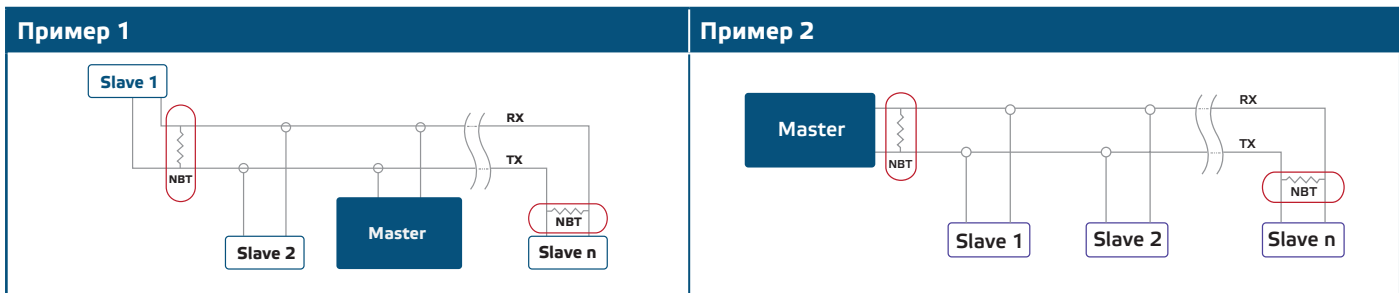 Пример 1
Slave 1
RX
TX
NBT
NBT
Slave 2
Master
Slave n
Пример 2
Master
RX
TX
NBT
NBT
Slave 1
Slave 2
Slave n